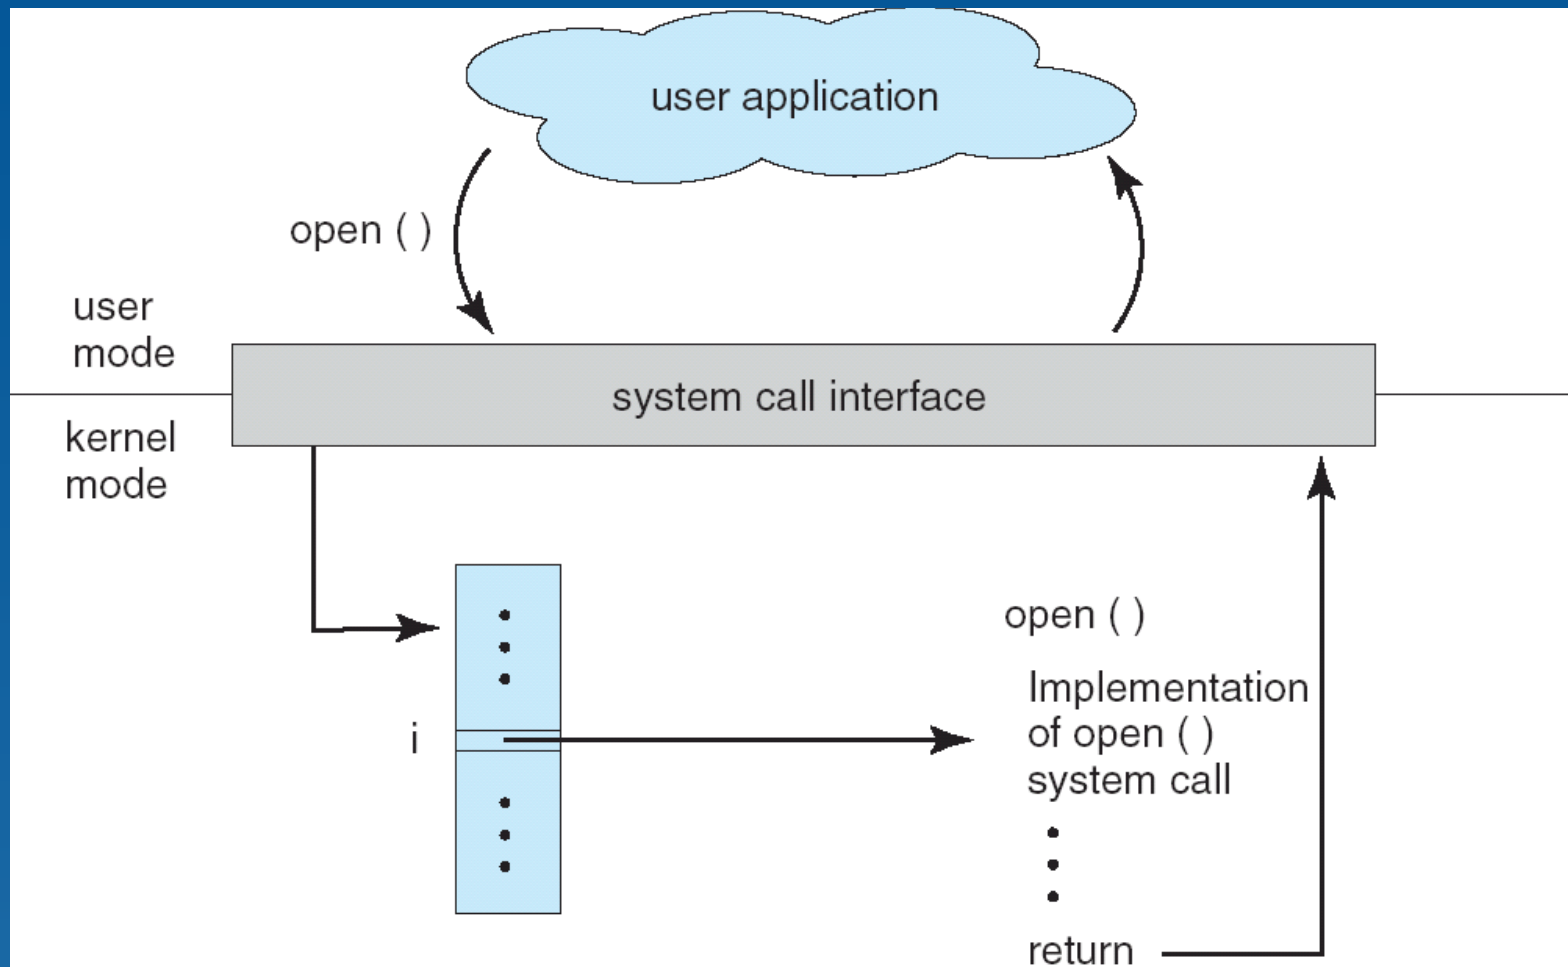 user application
open ( )
user
mode
system call interface
kernel
mode
open ( )
Implementation
of open ( )
i
system call
return